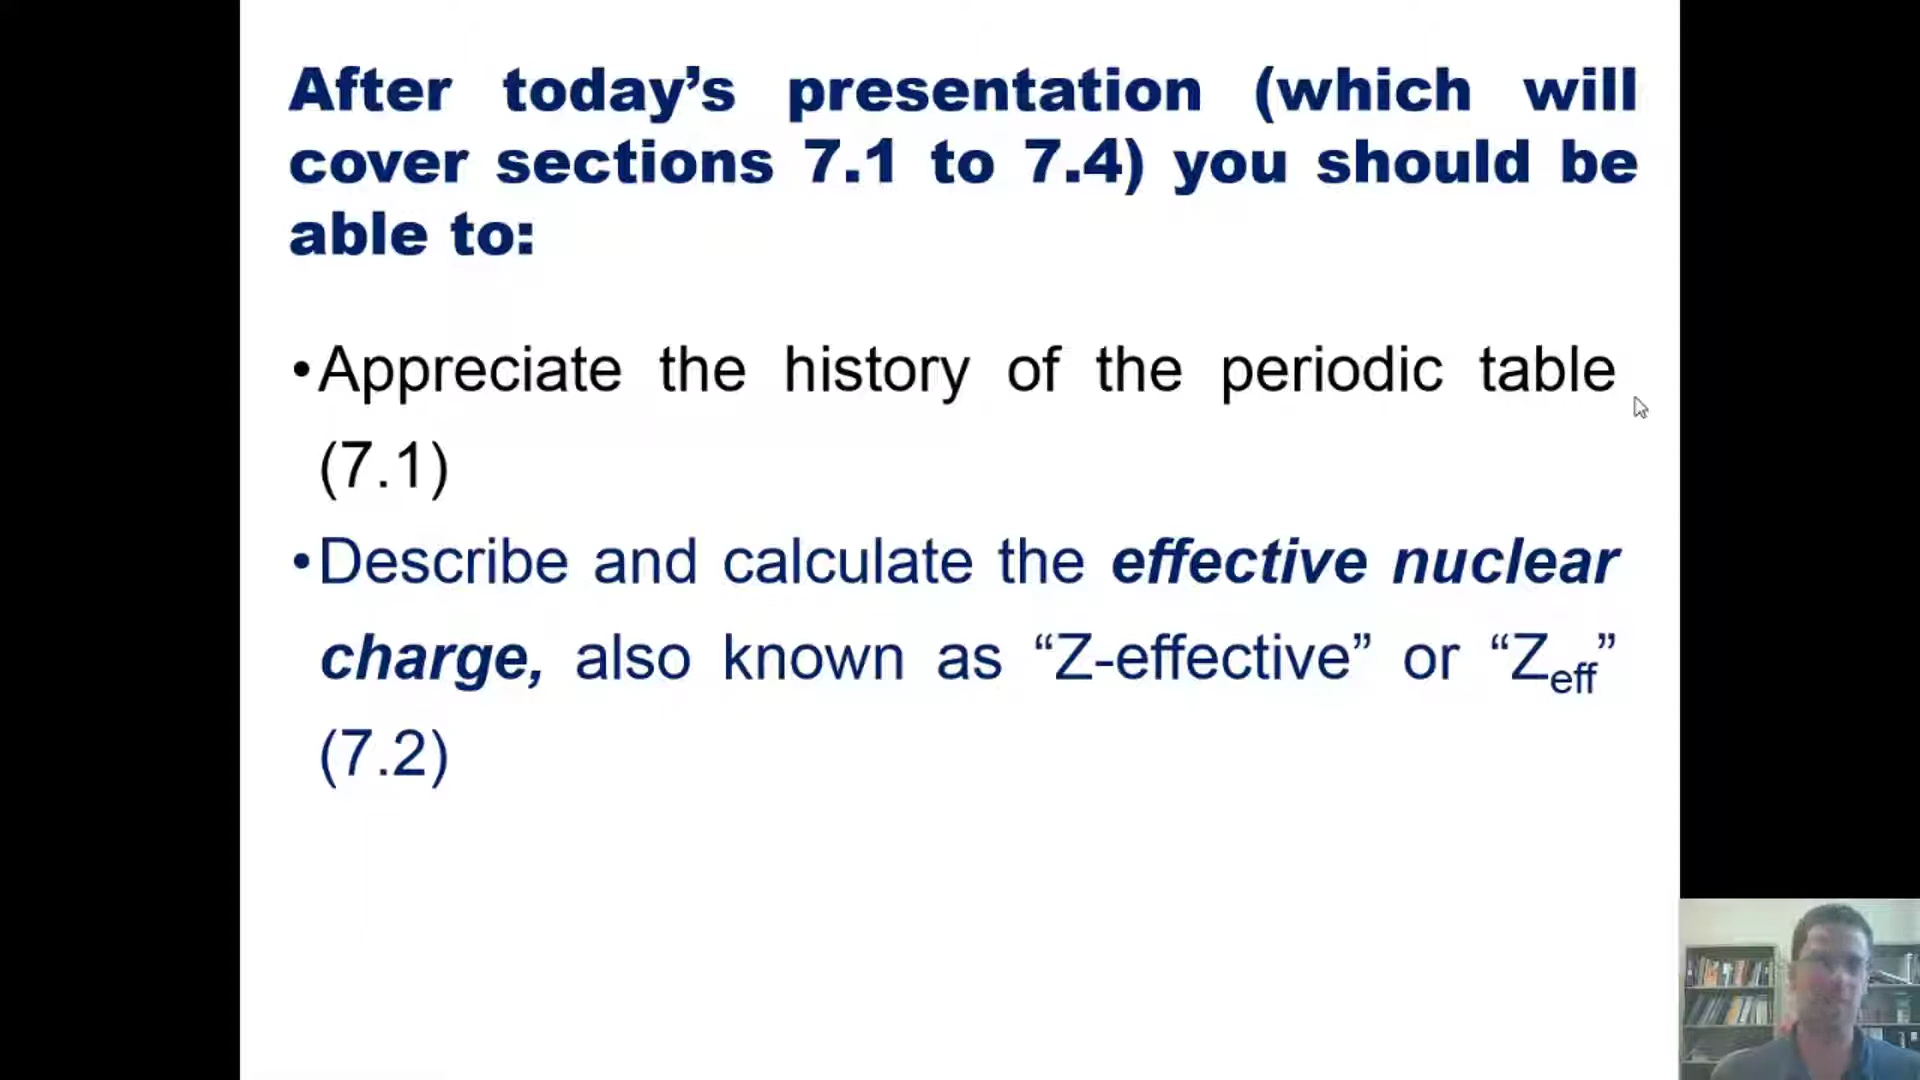 After today’s presentation (which will
cover sections 7.1 to 7.4) you should be
able to:
•Appreciate the history of the periodic table
(7.1)
•Describe and calculate the effective nuclear
charge, also known as “Z-effective” or “Zeff”
(7.2)